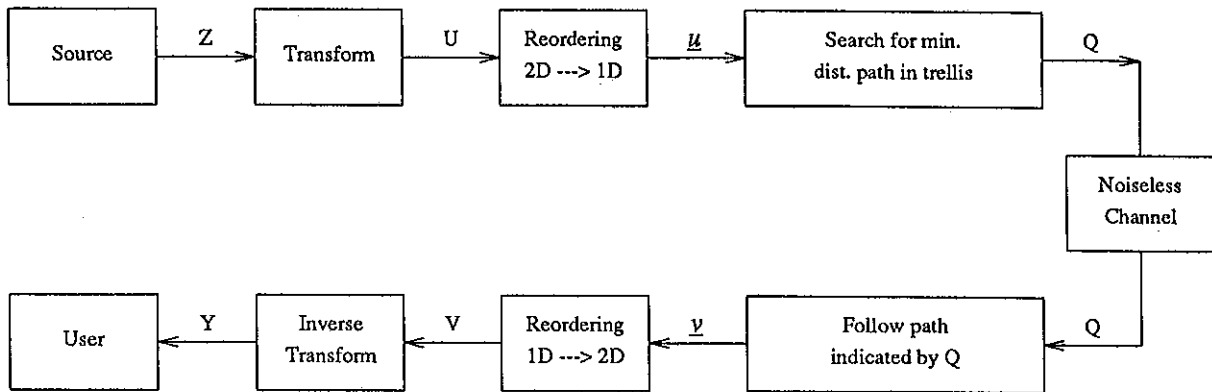 Source
Z
Transform
U
Reordering
2D ---> 1D
u
Search for min.
dist. path in trellis
Q
Noiseless
Channel
User
Y
Inverse
Transform
V
Reordering
1D ---> 2D
v
Follow path
indicated by Q
Q